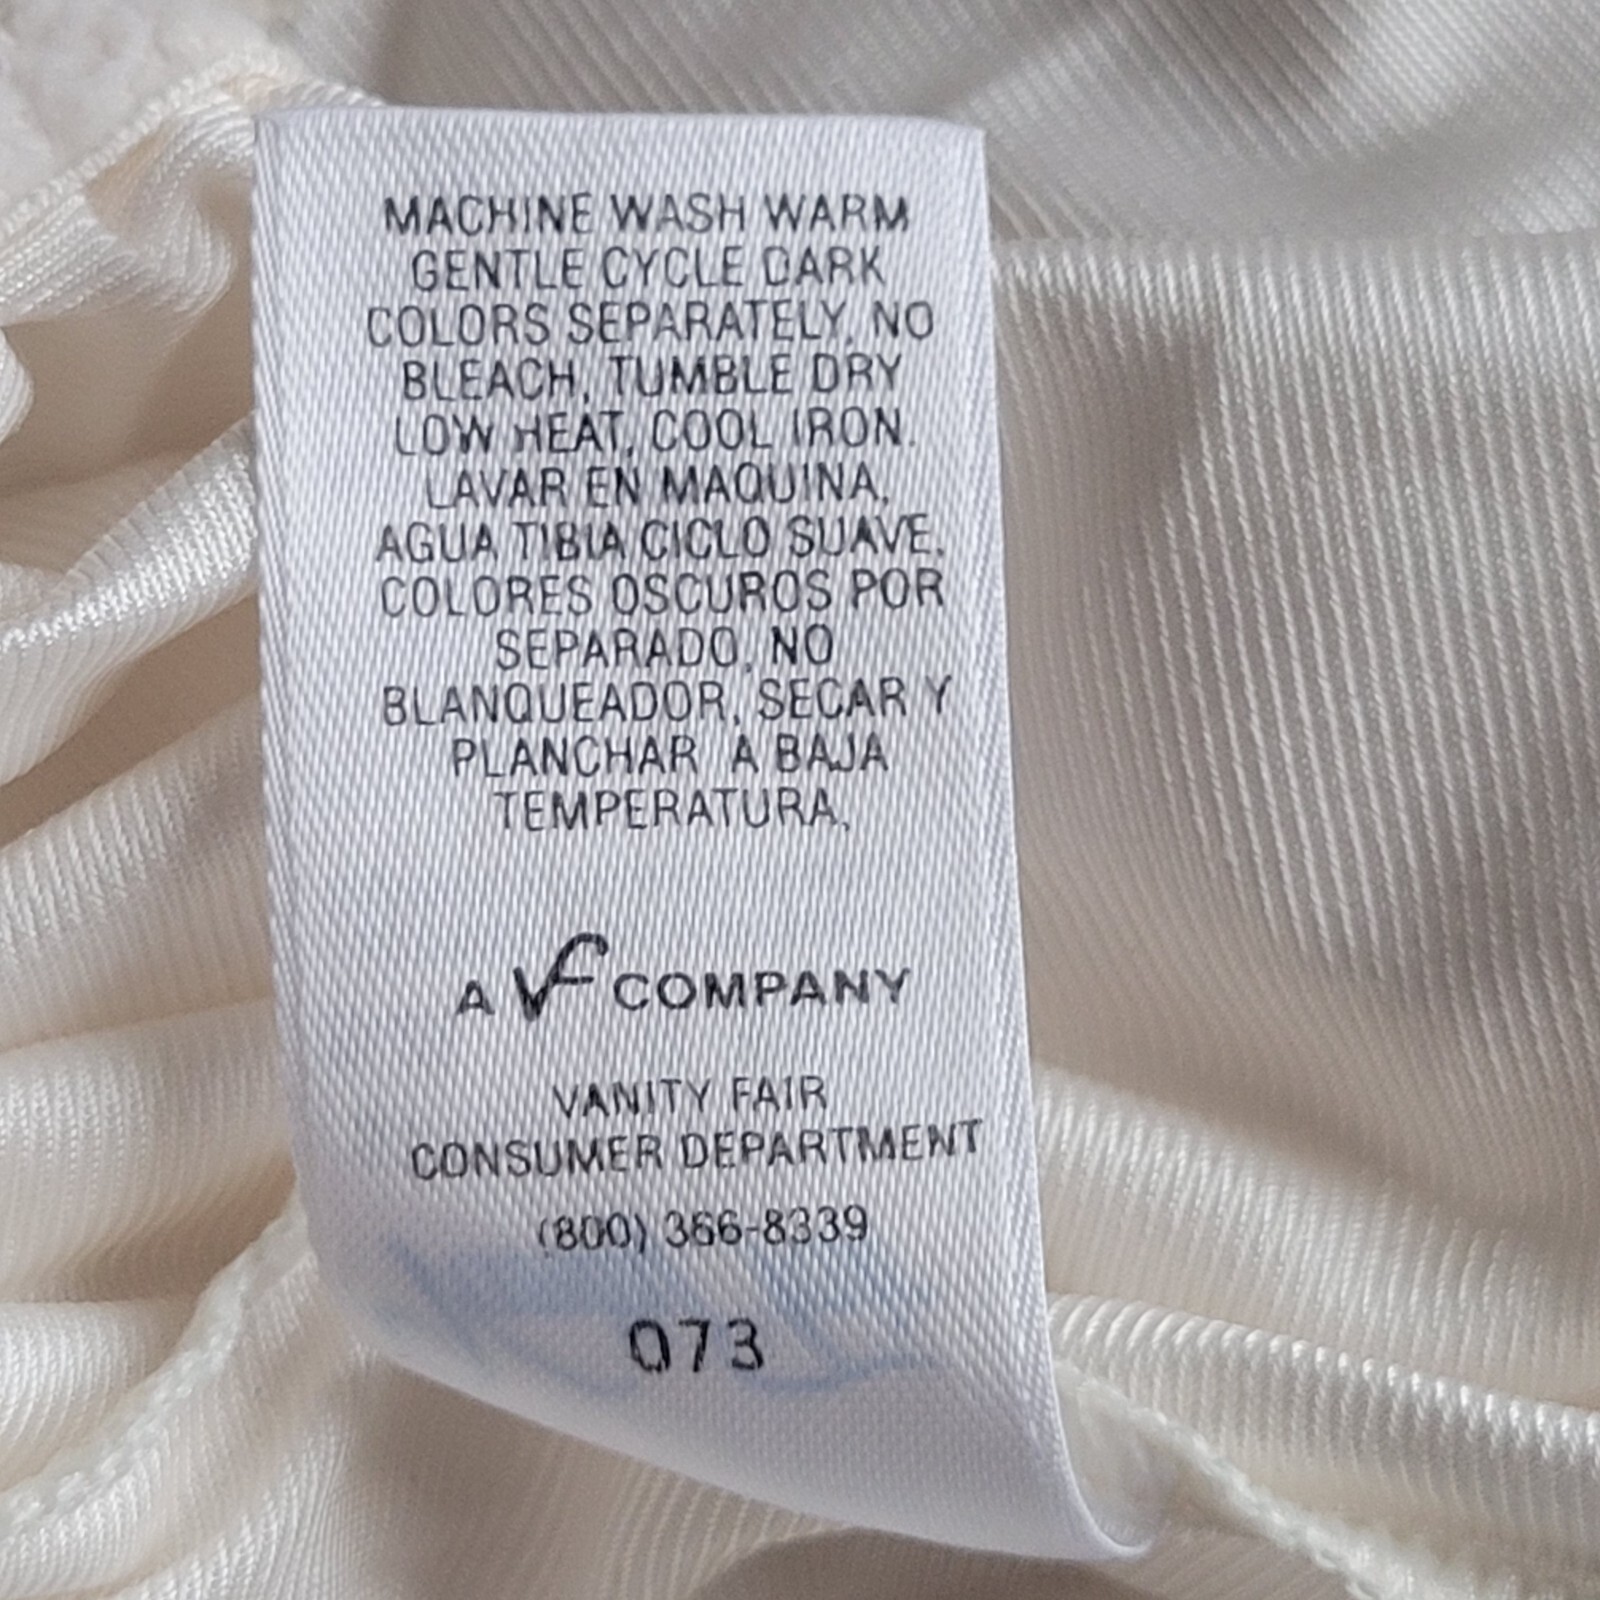 MACHINE WASH WARM
GENTLE CYCLE DARK
COLORS SEPARATELY, NO
BLEACH, TUMBLE DRY
LOW HEAT, COOL IRON.
LAVAR EN MAQUINA,
AGUA TIBIA CICLO SUAVE,
COLORES OSCUROS POR
SEPARADO, NO
BLANQUEADOR, SECAR Y
PLANCHAR A BAJA
TEMPERATURA,
A VF COMPANY
VANITY FAIR
CONSUMER DEPARTMENT
(800) 366-8339
073